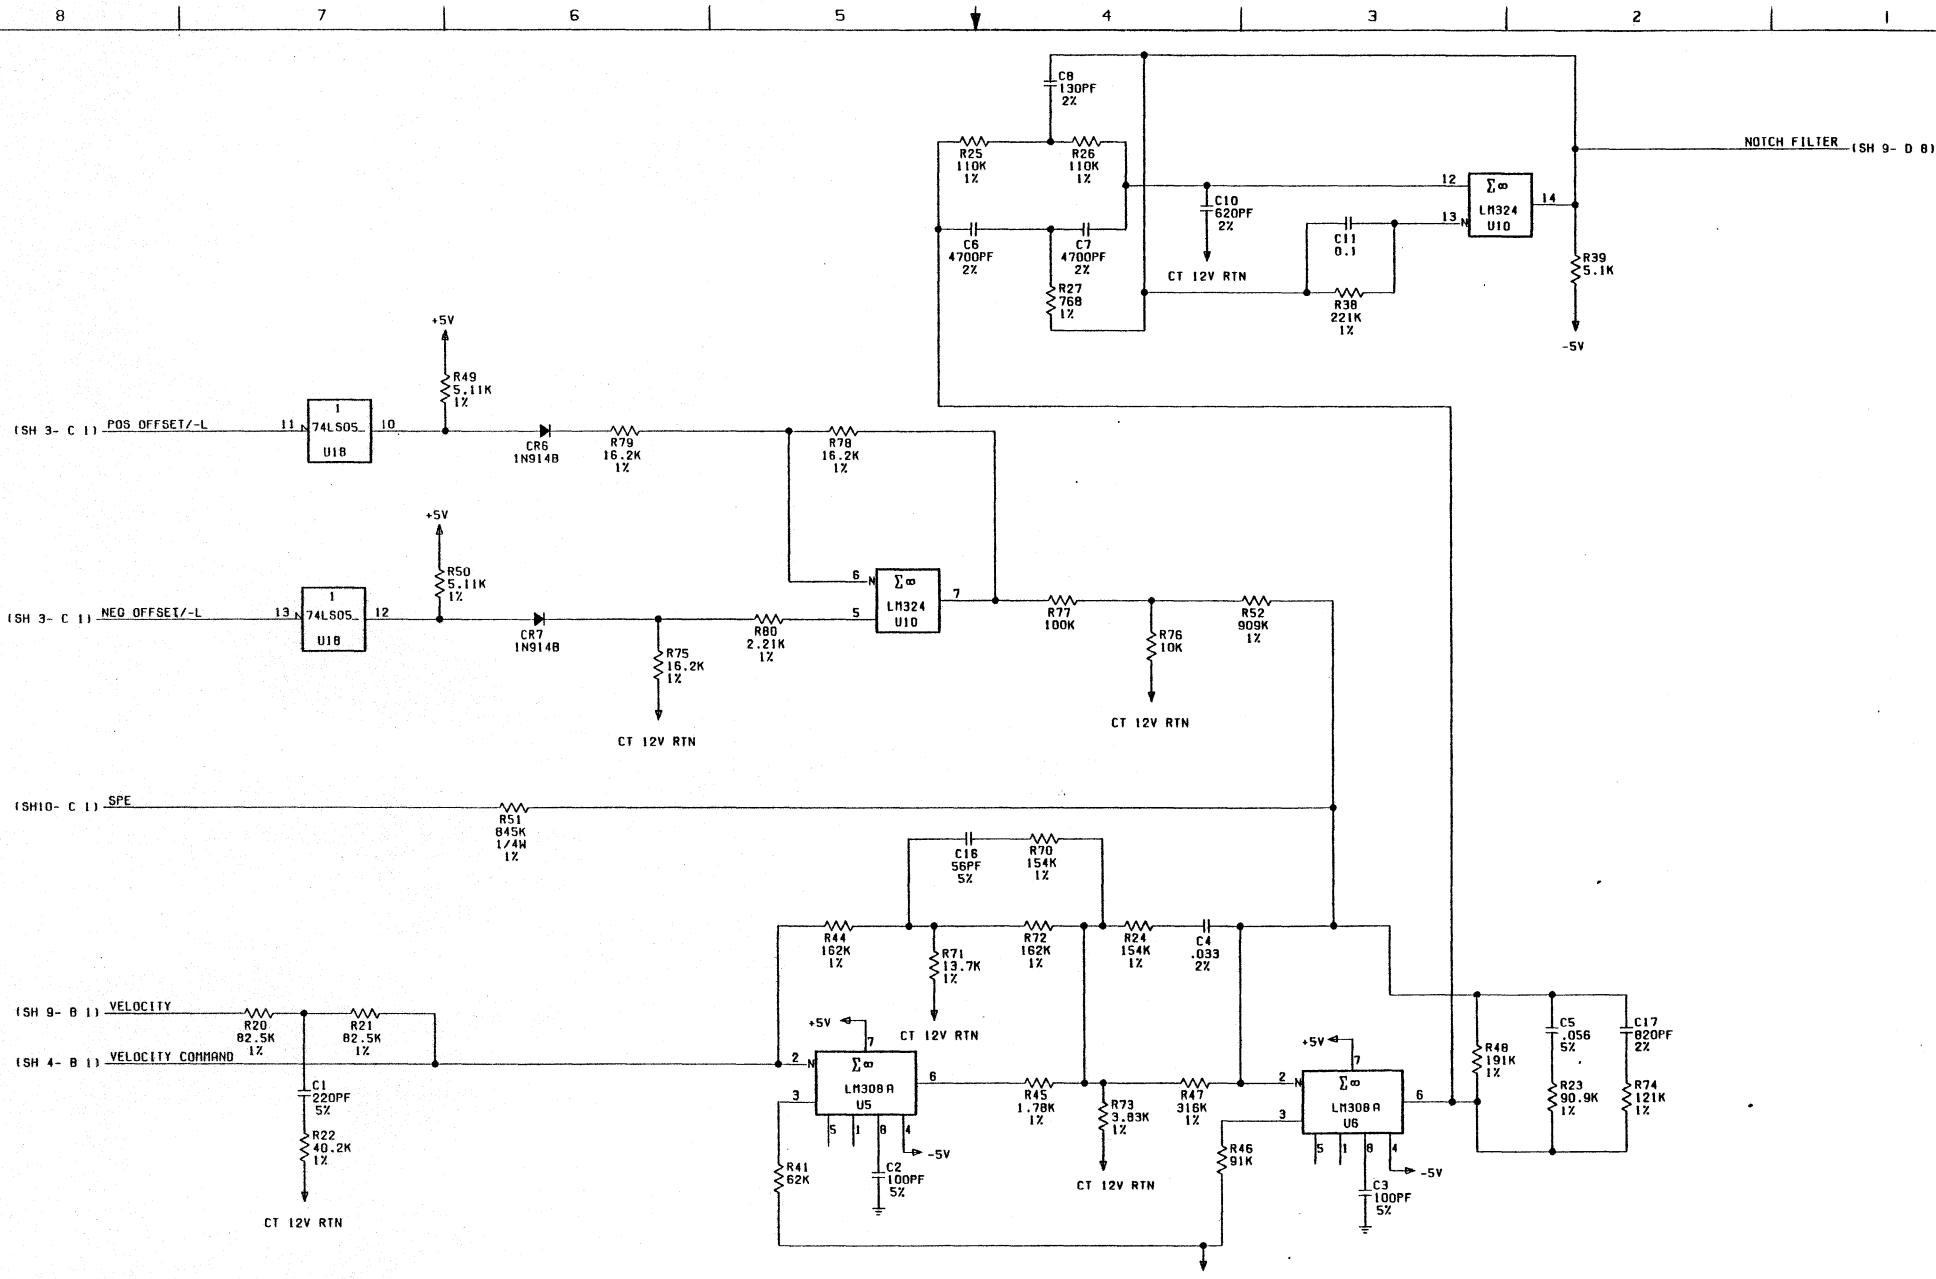 8 7 6 5 4 3 2 1
C8
130PF
2%
R25
110K
1%
R26
110K
1%
NOTCH FILTER (SH 9- D 8)
12
Σ∞
LM324
U10
14
13 N
C10
620PF
2%
CT 12V RTN
C11
0.1
C6
4700PF
2%
C7
4700PF
2%
R27
768
1%
R38
221K
1%
R39
5.1K
-5V
+5V
R49
5.11K
1%
(SH 3- C 1) POS OFFSET/-L
11
1
74LS05
U18
10
CR6
1N914B
R79
16.2K
1%
R78
16.2K
1%
+5V
R50
5.11K
1%
(SH 3- C 1) NEG OFFSET/-L
13
1
74LS05
U18
12
CR7
1N914B
R75
16.2K
1%
CT 12V RTN
R80
2.21K
1%
6 N
5
Σ∞
LM324
U10
7
R77
100K
R76
10K
CT 12V RTN
R52
909K
1%
(SH10- C 1) SPE
R51
845K
1/4W
1%
C16
56PF
5%
R70
154K
1%
R44
162K
1%
R71
13.7K
1%
CT 12V RTN
R72
162K
1%
R24
154K
1%
C4
.033
2%
(SH 9- B 1) VELOCITY
R20
82.5K
1%
R21
82.5K
1%
(SH 4- B 1) VELOCITY COMMAND
C1
220PF
5%
R22
40.2K
1%
CT 12V RTN
+5V
7
2 N
3
Σ∞
LM308A
U5
6
5 1 8 4
-5V
R41
62K
C2
100PF
5%
R45
1.78K
1%
R73
3.83K
1%
CT 12V RTN
R47
316K
1%
R46
91K
+5V
7
2 N
3
Σ∞
LM308A
U6
6
5 1 8 4
-5V
C3
100PF
5%
R48
191K
1%
C5
.056
5%
R23
90.9K
1%
C17
820PF
2%
R74
121K
1%